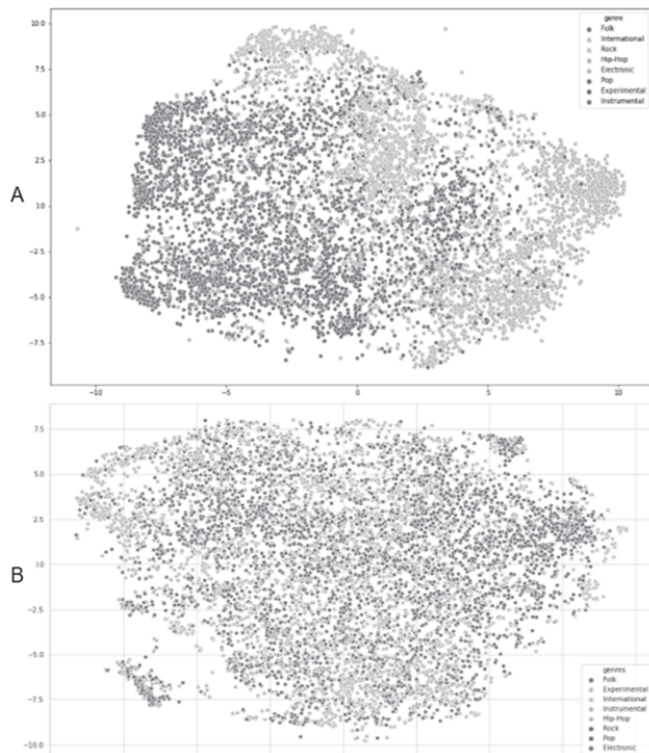 10.0
genre
Folk
International
Rock
Hip-Hop
Electronic
Pop
Experimental
Instrumental
7.5
5.0
2.5
A
0.0
−2.5
−5.0
−7.5
−10
−5
0
5
10
7.5
5.0
2.5
0.0
B
−2.5
−5.0
−7.5
−10.0
genres
Folk
Experimental
International
Instrumental
Hip-Hop
Rock
Pop
Electronic